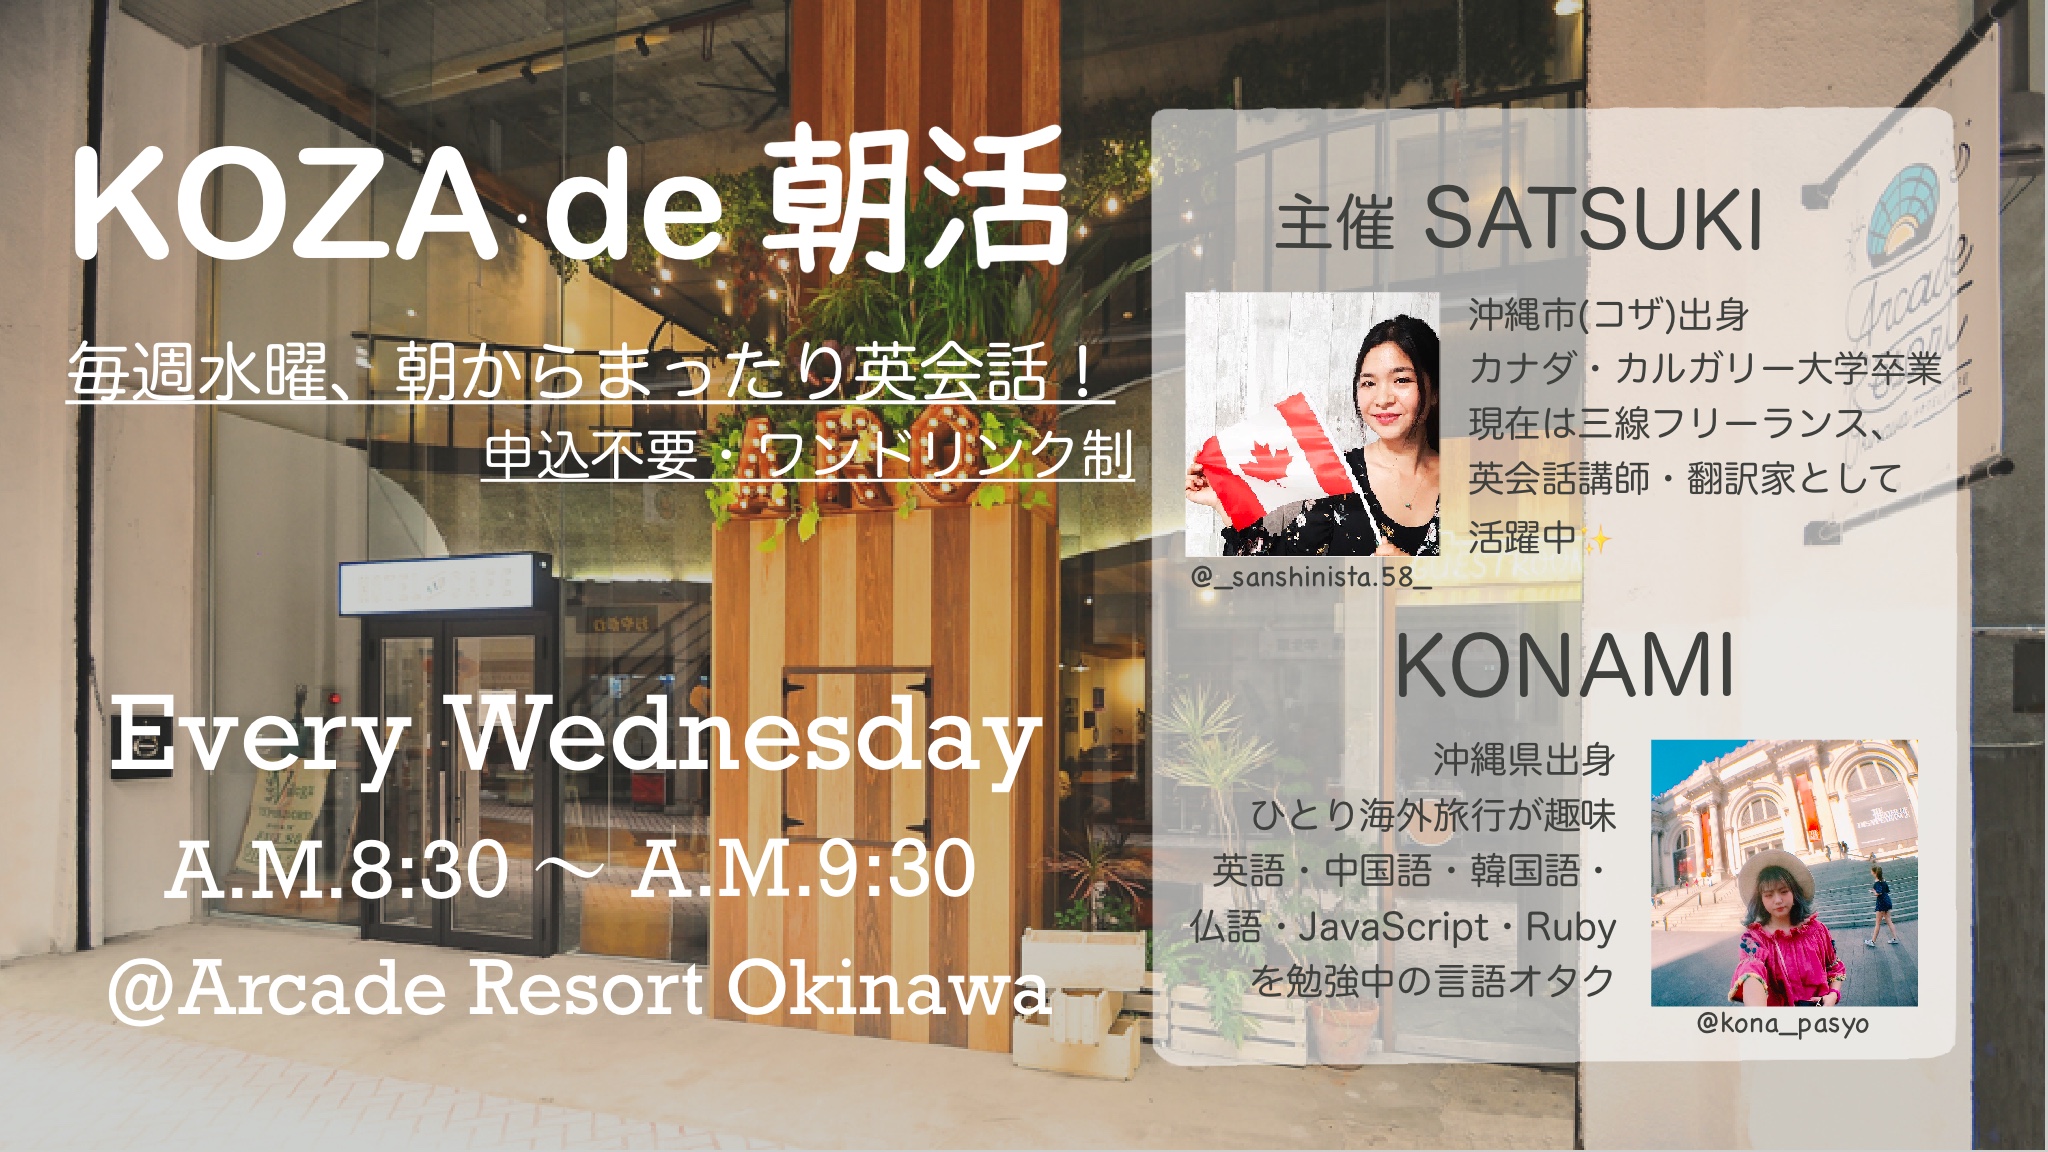 KOZA de 朝活
毎週水曜、朝からまったり英会話！
申込不要・ワンドリンク制
ARO
Every Wednesday
A.M.8:30 ～ A.M.9:30
@Arcade Resort Okinawa
主催 SATSUKI
沖縄市(コザ)出身
カナダ・カルガリー大学卒業
現在は三線フリーランス、
英会話講師・翻訳家として
活躍中✨
@_sanshinista.58_
KONAMI
沖縄県出身
ひとり海外旅行が趣味
英語・中国語・韓国語・
仏語・JavaScript・Ruby
を勉強中の言語オタク
@kona_pasyo
Arcade
Resort